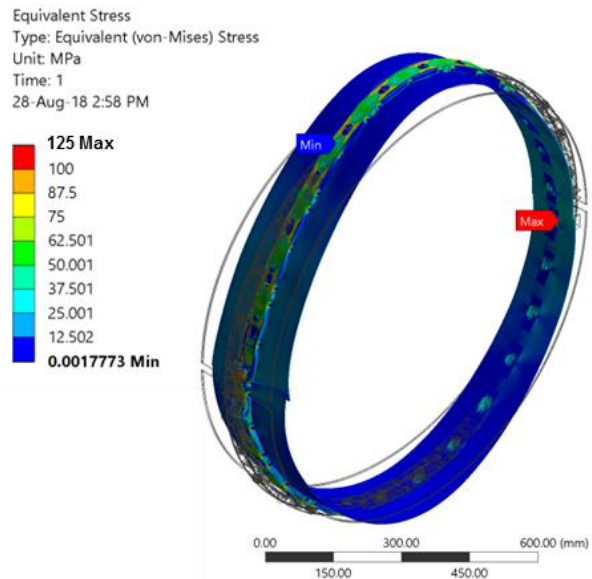 Equivalent Stress
Type: Equivalent (von-Mises) Stress
Unit: MPa
Time: 1
28-Aug-18 2:58 PM
125 Max
100
87.5
75
62.501
50.001
37.501
25.001
12.502
0.0017773 Min
Min
Max
0.00 300.00 600.00 (mm)
150.00 450.00